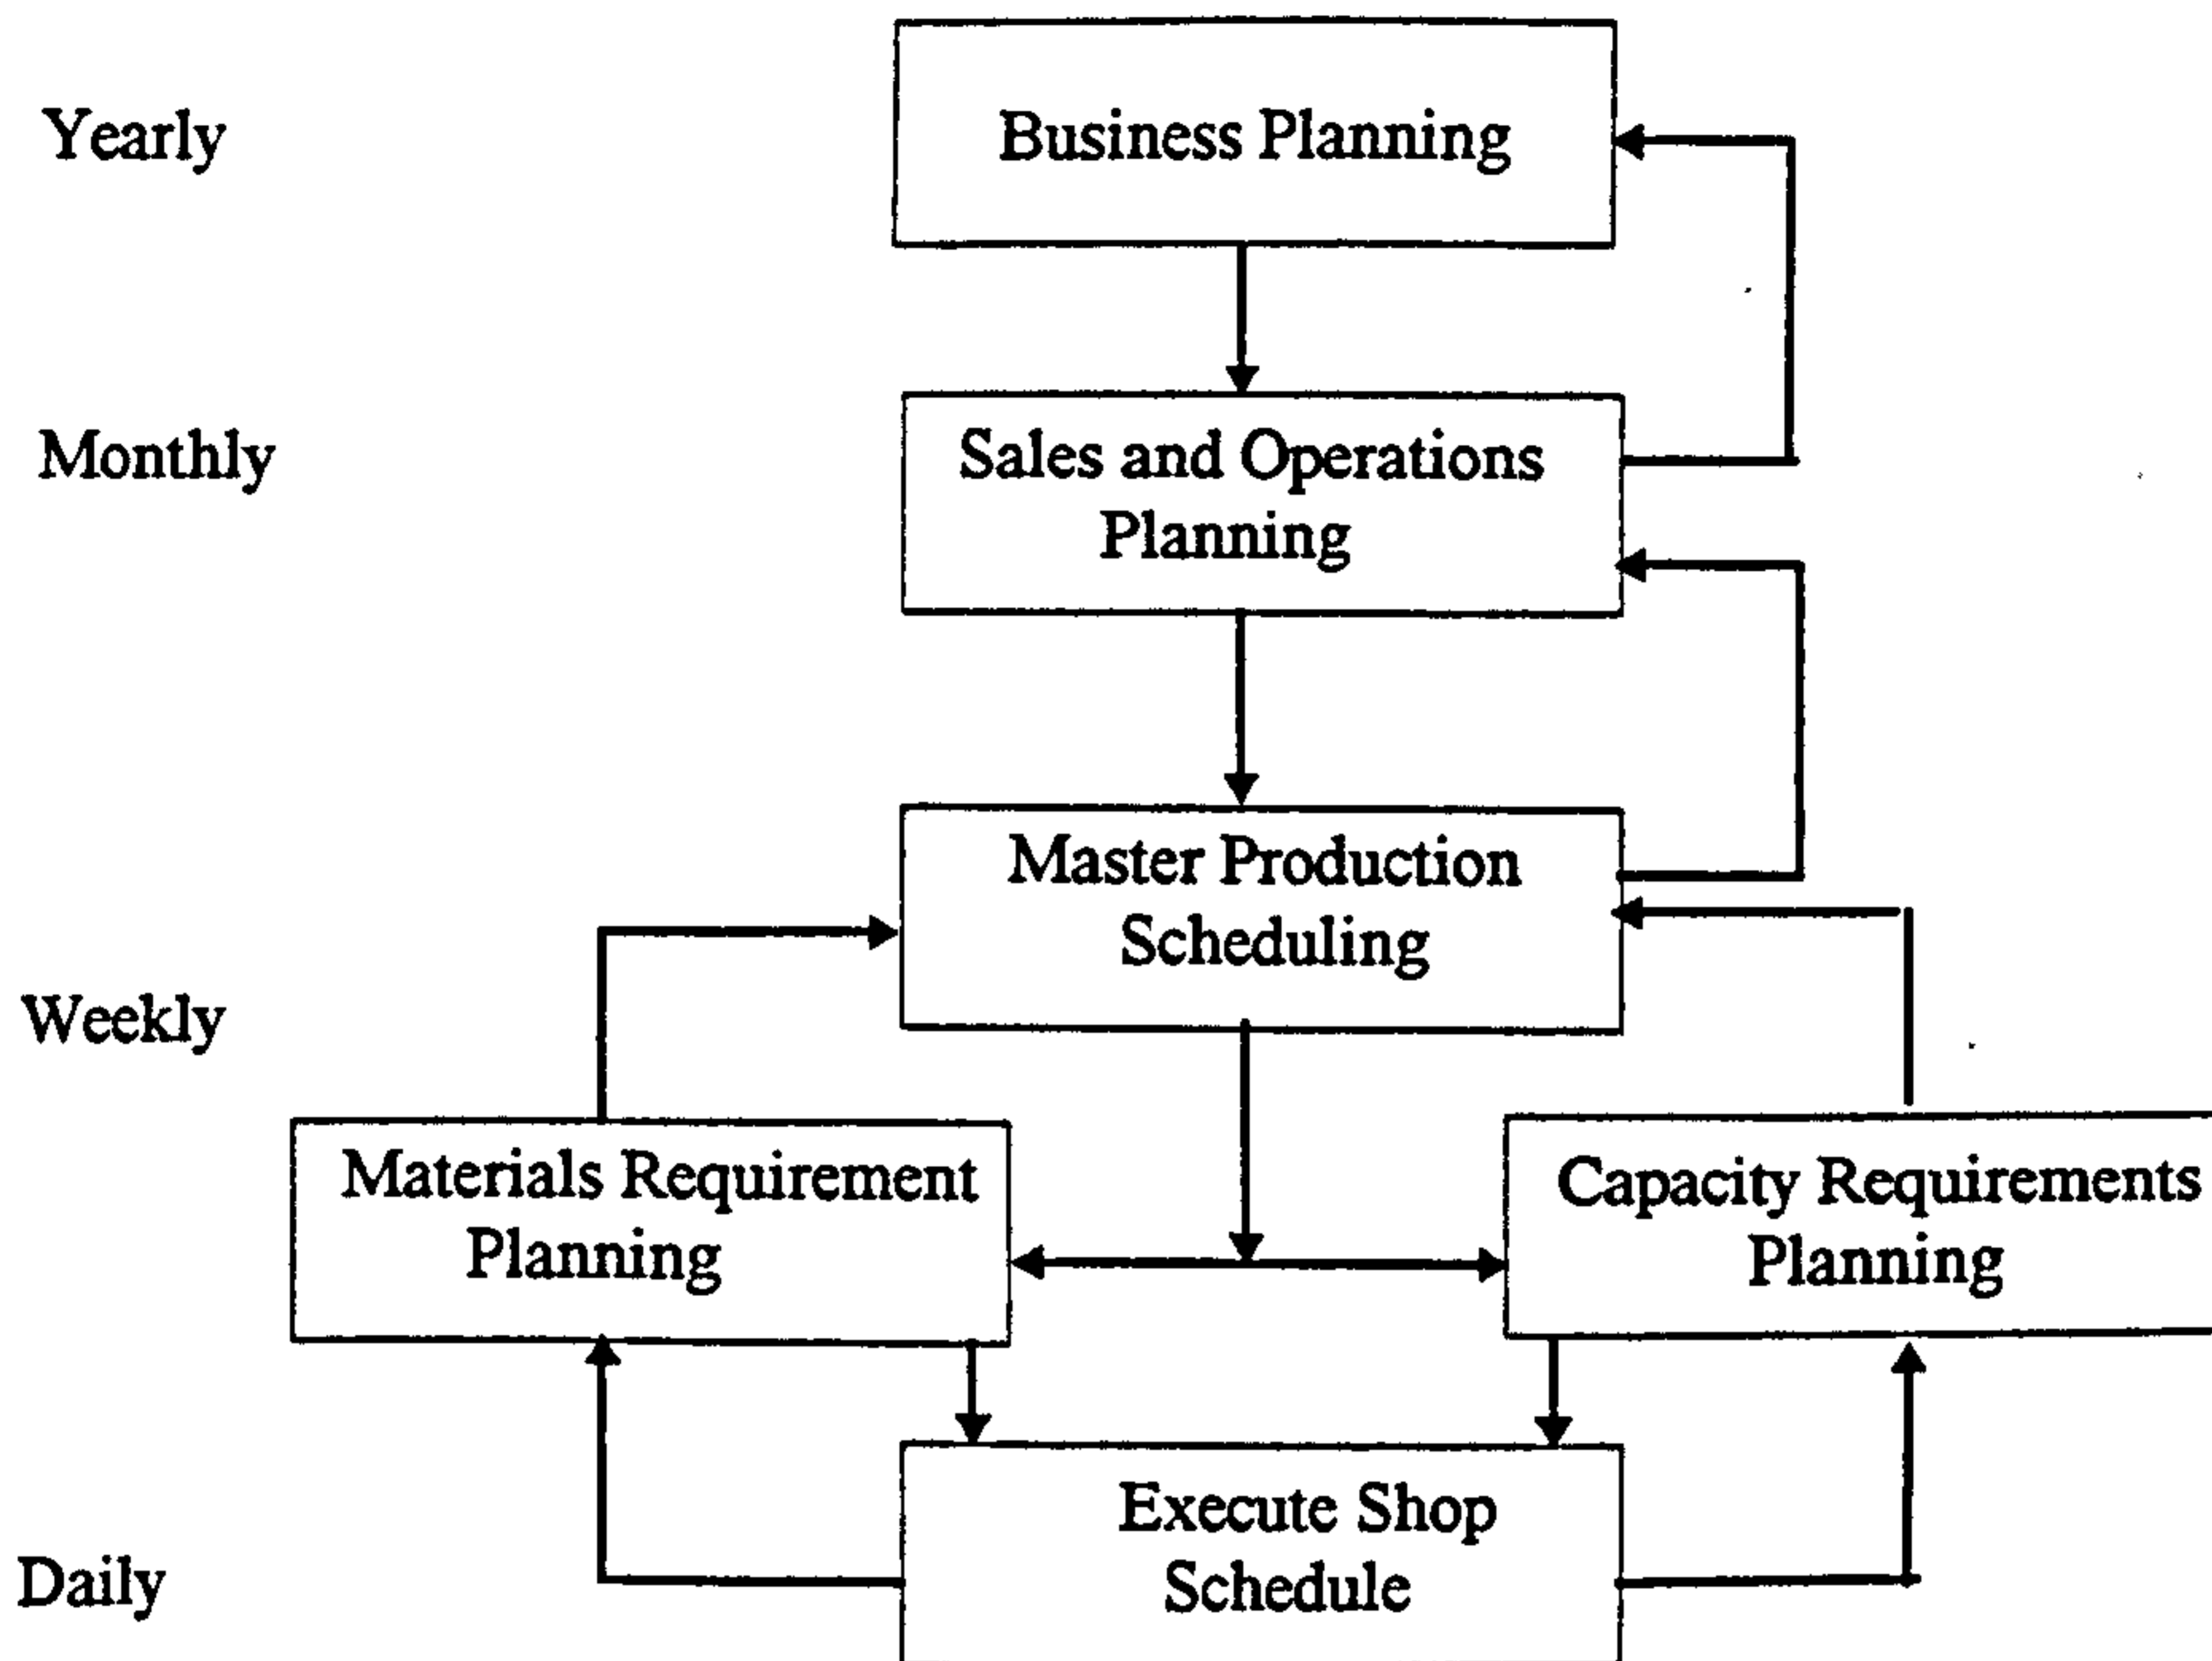 Yearly
Business Planning
Monthly
Sales and Operations
Planning
Master Production
Scheduling
Weekly
Materials Requirement
Planning
Capacity Requirements
Planning
Execute Shop
Schedule
Daily